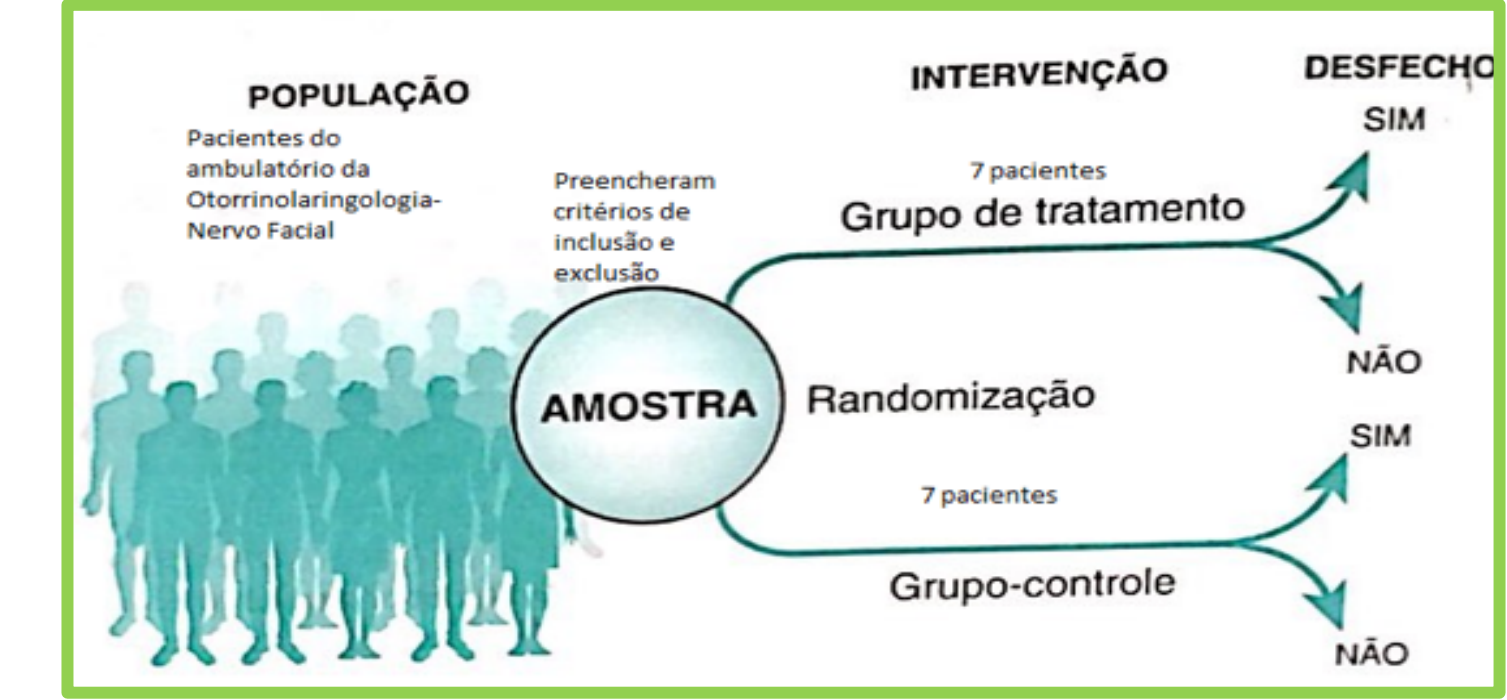 POPULAÇÃO
Pacientes do
ambulatório da
Otorrinolaringologia-
Nervo Facial
Preencheram
critérios de
inclusão e
exclusão
AMOSTRA
INTERVENÇÃO
7 pacientes
Grupo de tratamento
Randomização
7 pacientes
Grupo-controle
DESFECHO
SIM
NÃO
SIM
NÃO